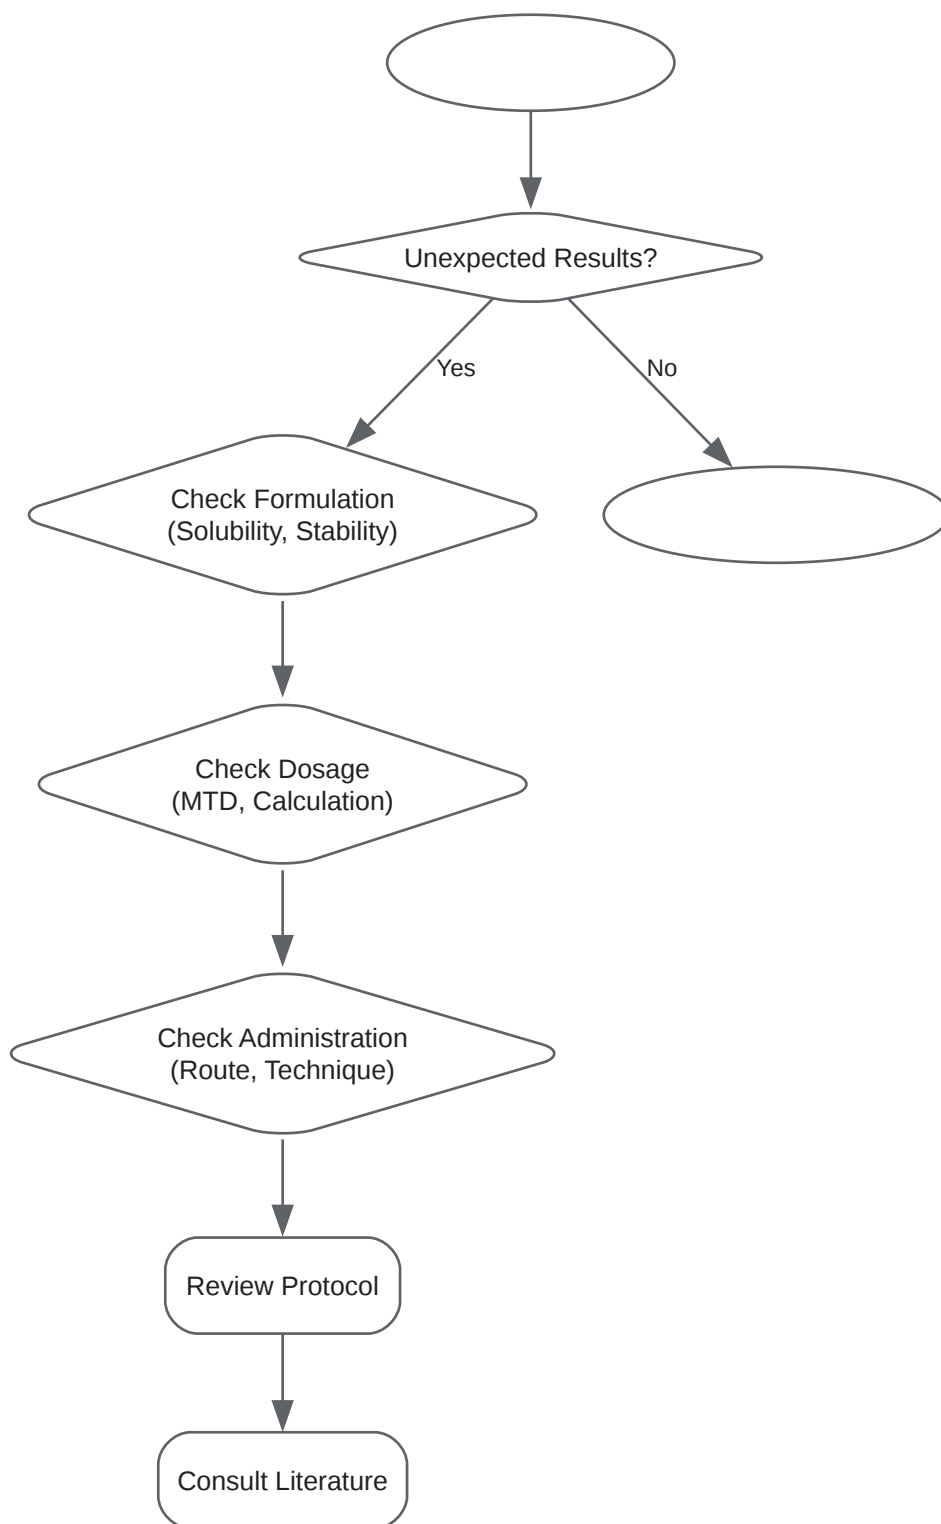 Unexpected Results?
Yes
No
Check Formulation
(Solubility, Stability)
Check Dosage
(MTD, Calculation)
Check Administration
(Route, Technique)
Review Protocol
Consult Literature